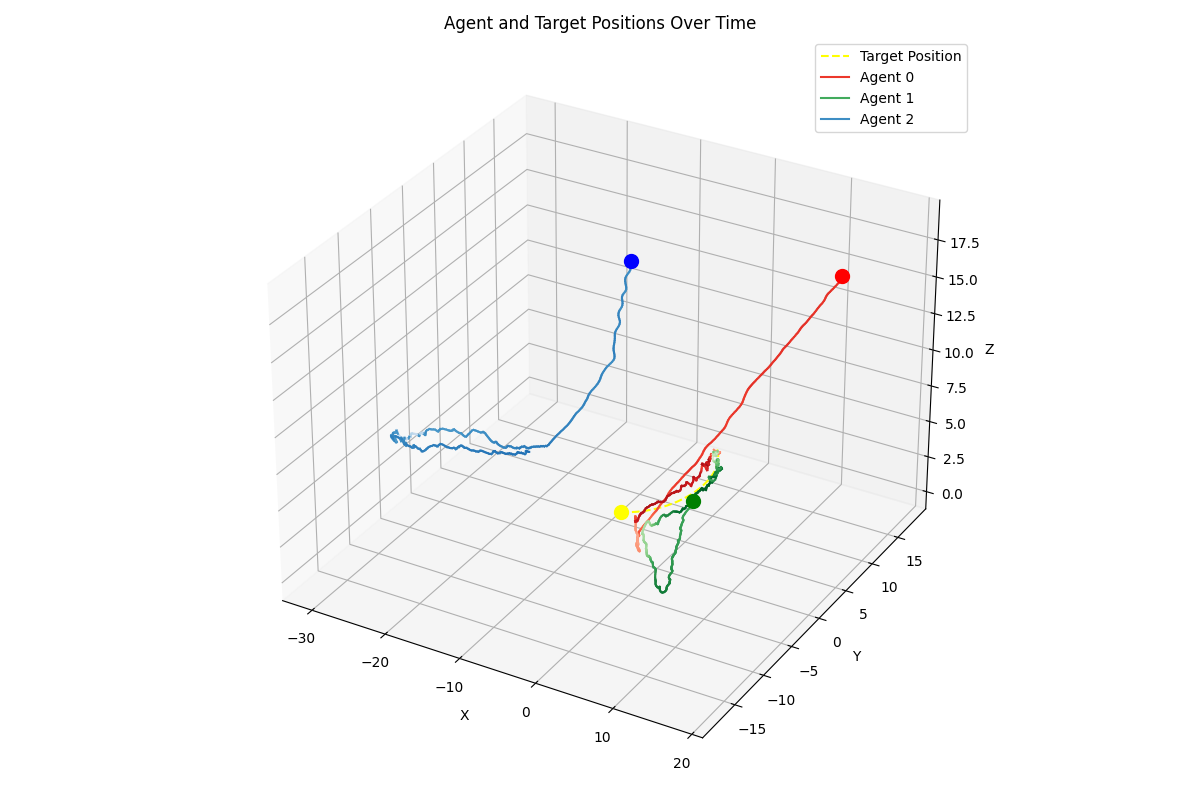 Agent and Target Positions Over Time
Target Position
Agent 0
Agent 1
Agent 2
17.5
15.0
12.5
10.0
7.5
5.0
2.5
0.0
Z
15
10
5
0
−5
−10
−15
Y
−30
−20
−10
0
10
20
X